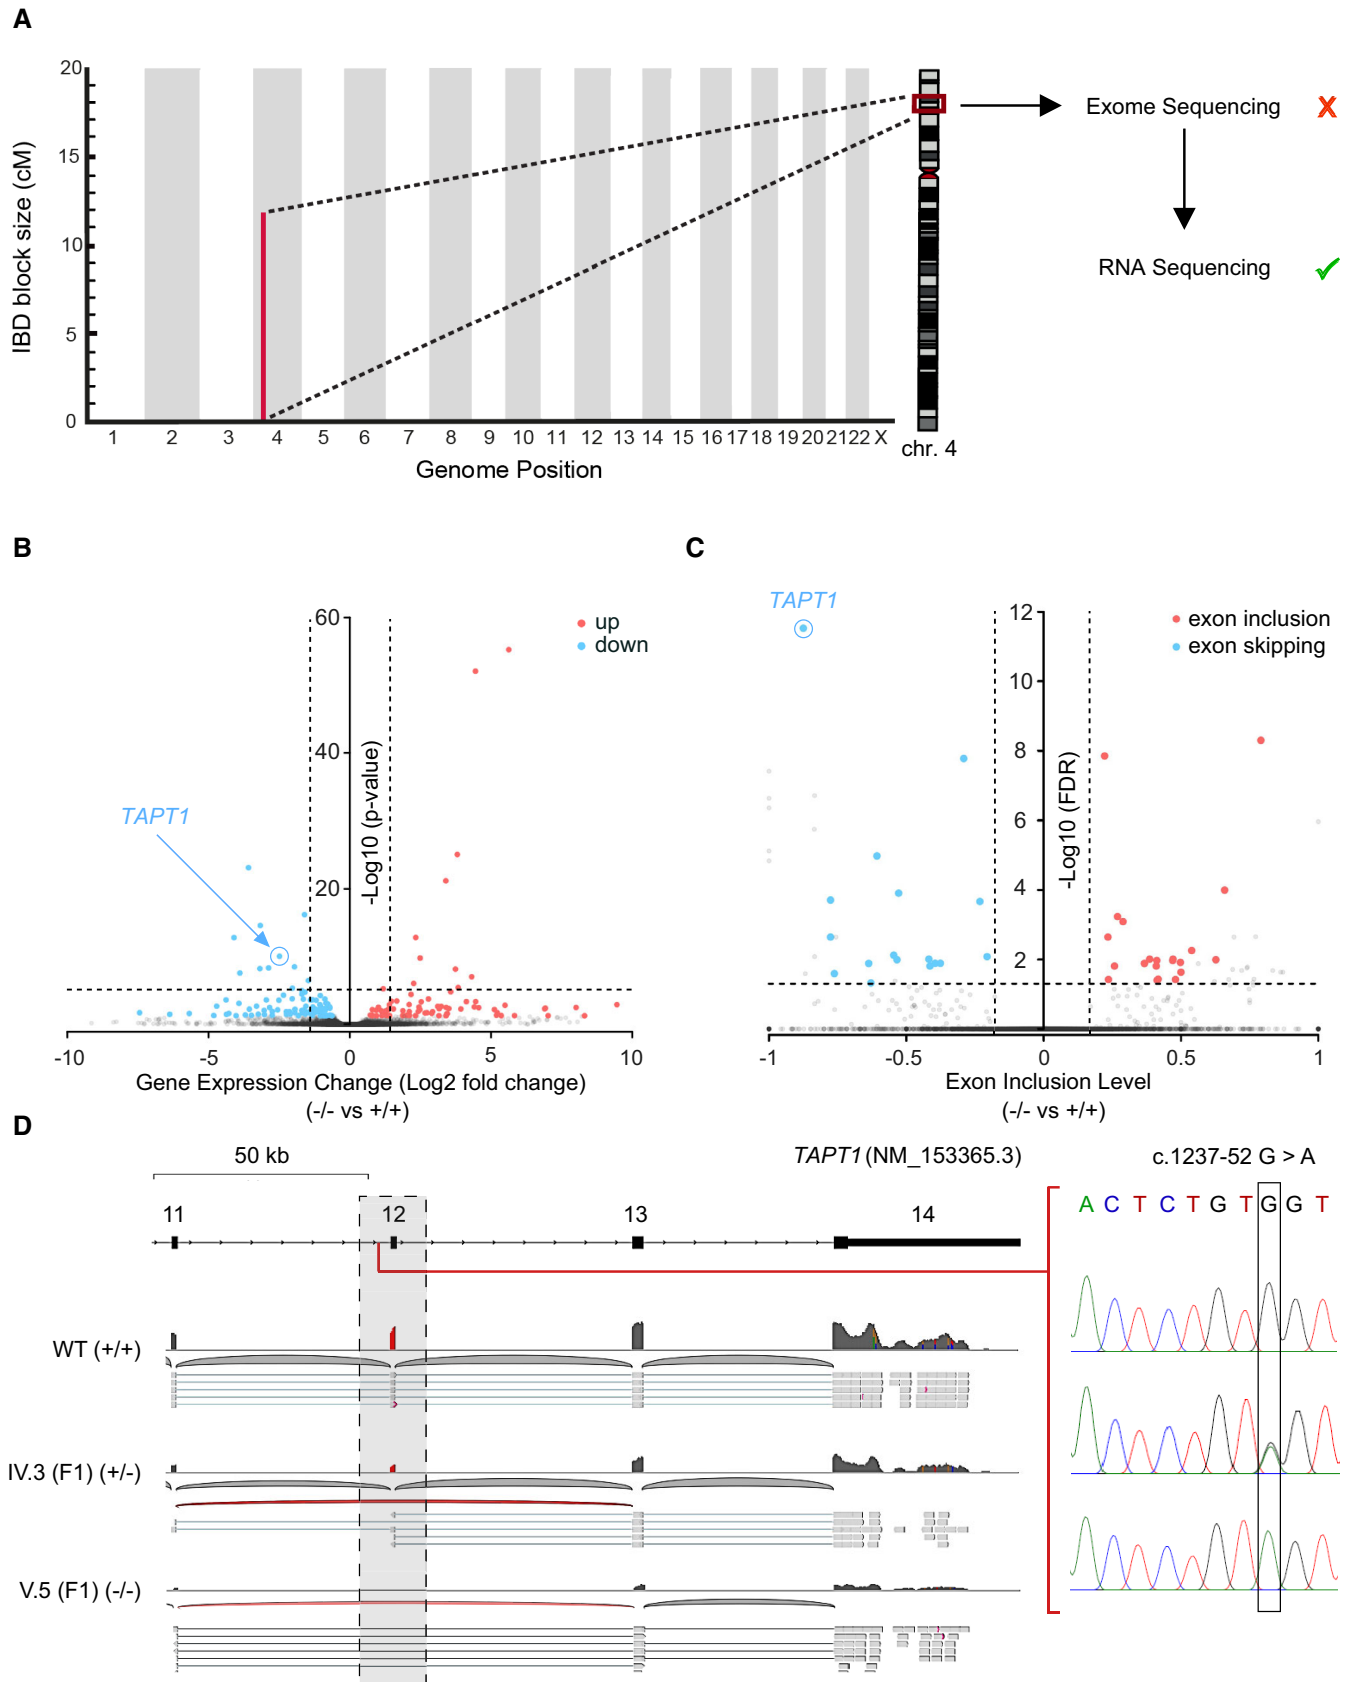 A
20
15
10
5
0
IBD block size (cM)
1 2 3 4 5 6 7 8 9 10 11 12 13 14 15 16 17 18 19 20 21 22 X
Genome Position
chr. 4
Exome Sequencing X
RNA Sequencing ✓
B
60
40
20
-Log10 (p-value)
up
down
TAPT1
-10 -5 0 5 10
Gene Expression Change (Log2 fold change)
(-/- vs +/+)
C
TAPT1
12
10
8
6
4
2
-Log10 (FDR)
exon inclusion
exon skipping
-1 -0.5 0 0.5 1
Exon Inclusion Level
(-/- vs +/+)
D
50 kb
TAPT1 (NM_153365.3)
c.1237-52 G > A
11 12 13 14
A C T C T G T G G T
WT (+/+)
IV.3 (F1) (+/-)
V.5 (F1) (-/-)